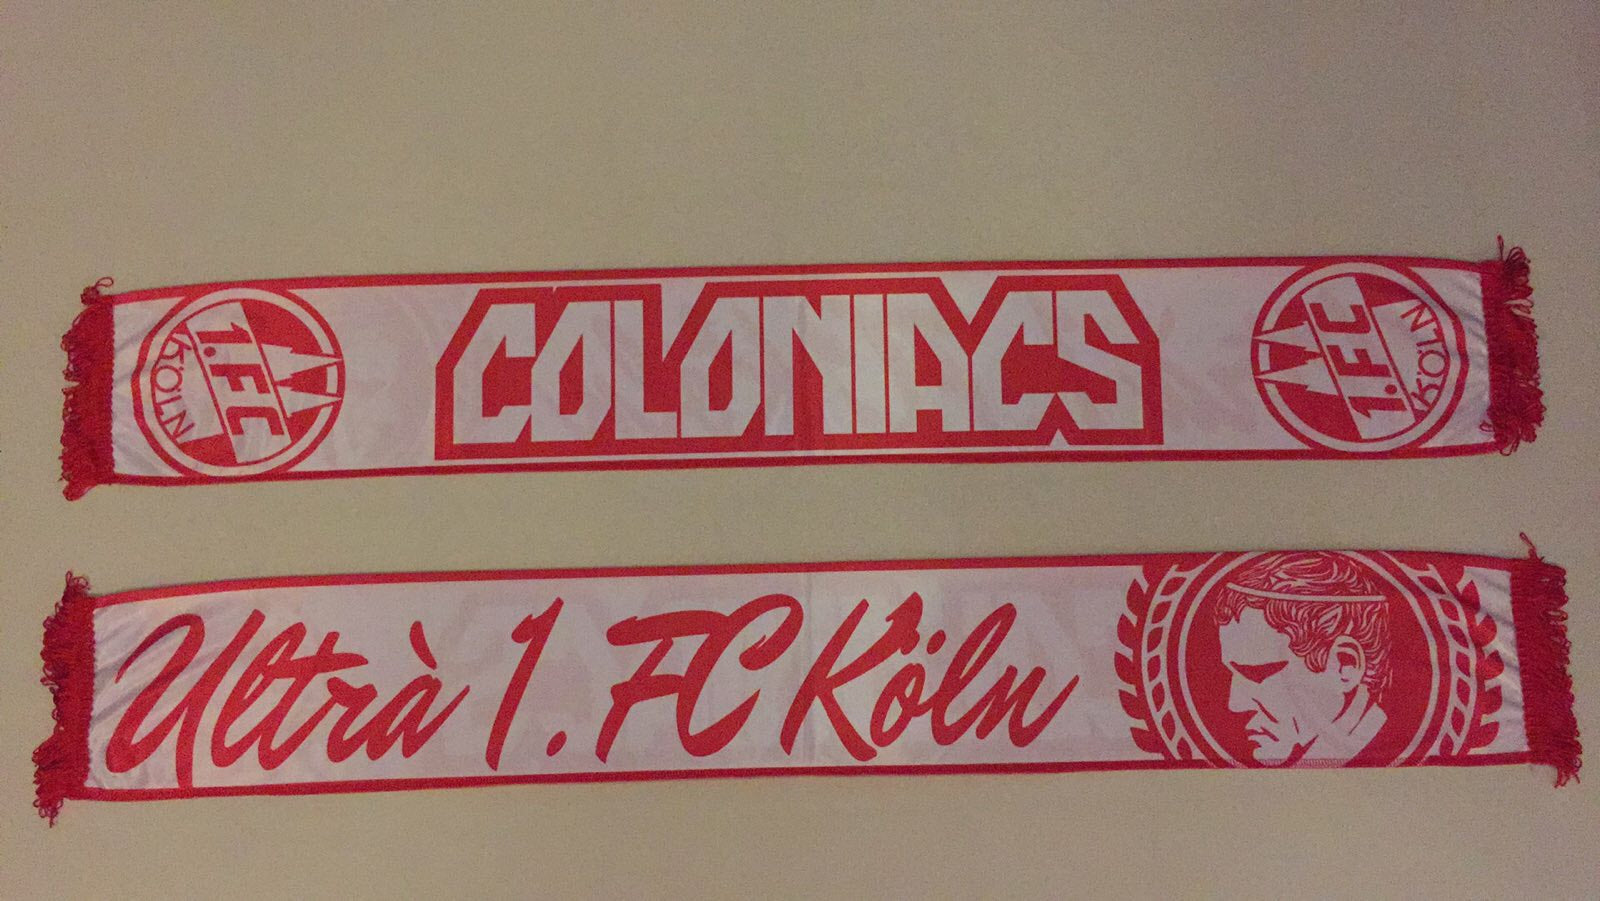 1.FC
KÖLN
COLONIACS
1.FC
KÖLN
Ultrà 1. FC Köln